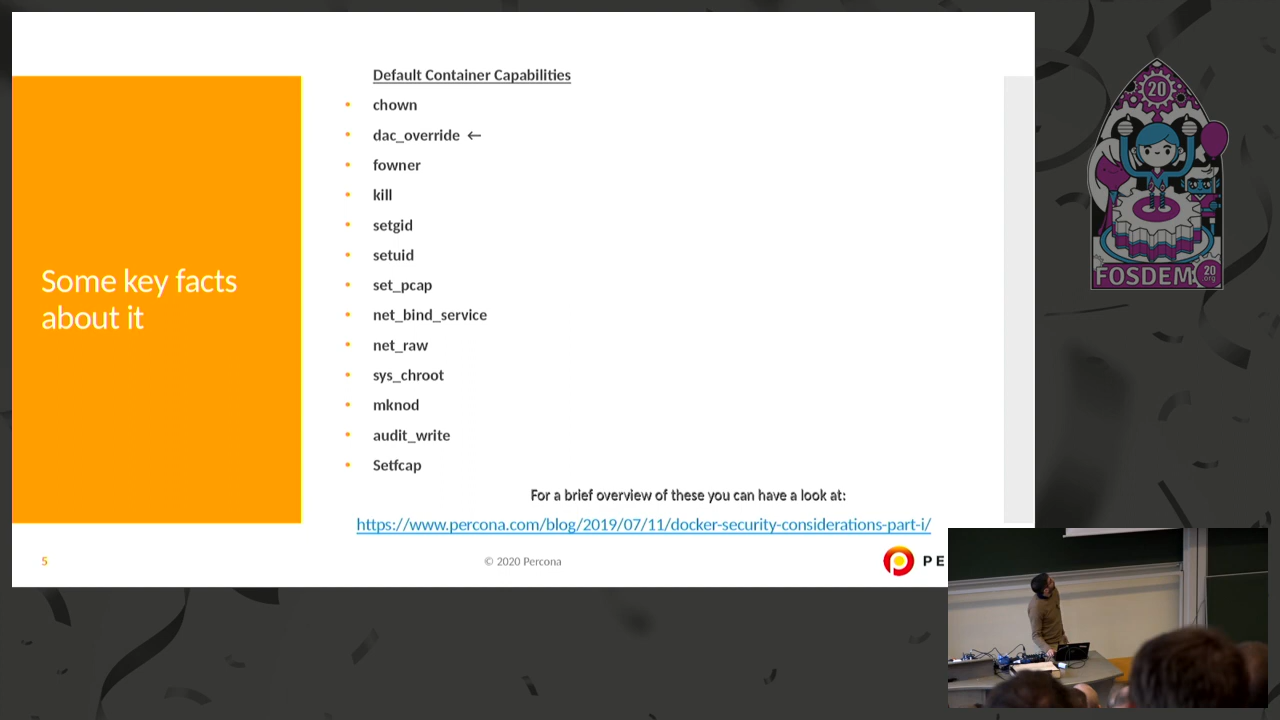 Default Container Capabilities
• chown
• dac_override ←
• fowner
• kill
• setgid
• setuid
• set_pcap
• net_bind_service
• net_raw
• sys_chroot
• mknod
• audit_write
• Setfcap
Some key facts
about it
For a brief overview of these you can have a look at:
https://www.percona.com/blog/2019/07/11/docker-security-considerations-part-i/
5
© 2020 Percona
PE
20
FOSDEM
20
org